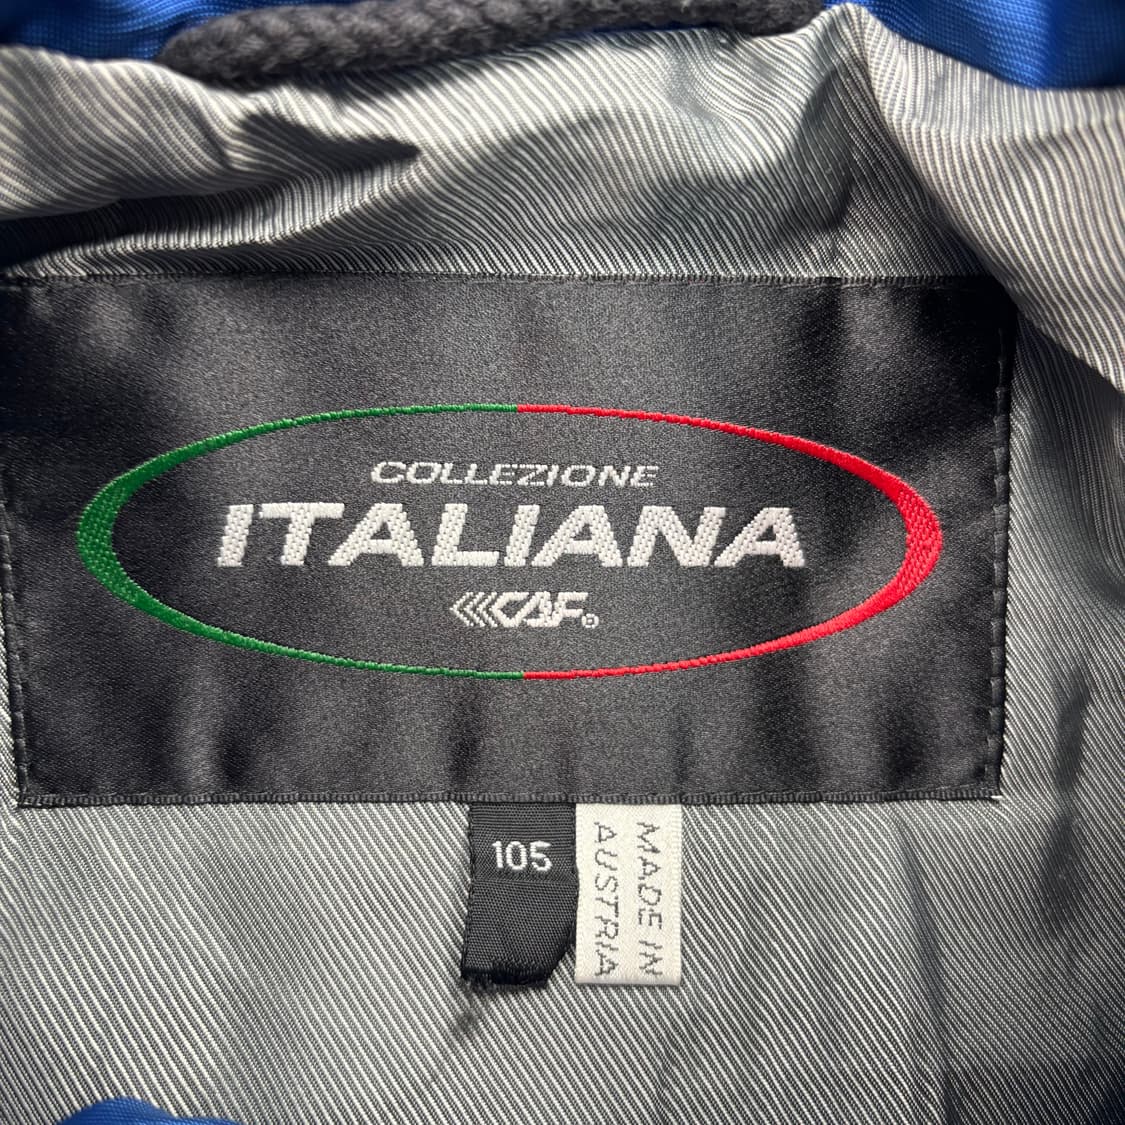 COLLEZIONE
ITALIANA
CAF®
105
MADE IN
AUSTRIA